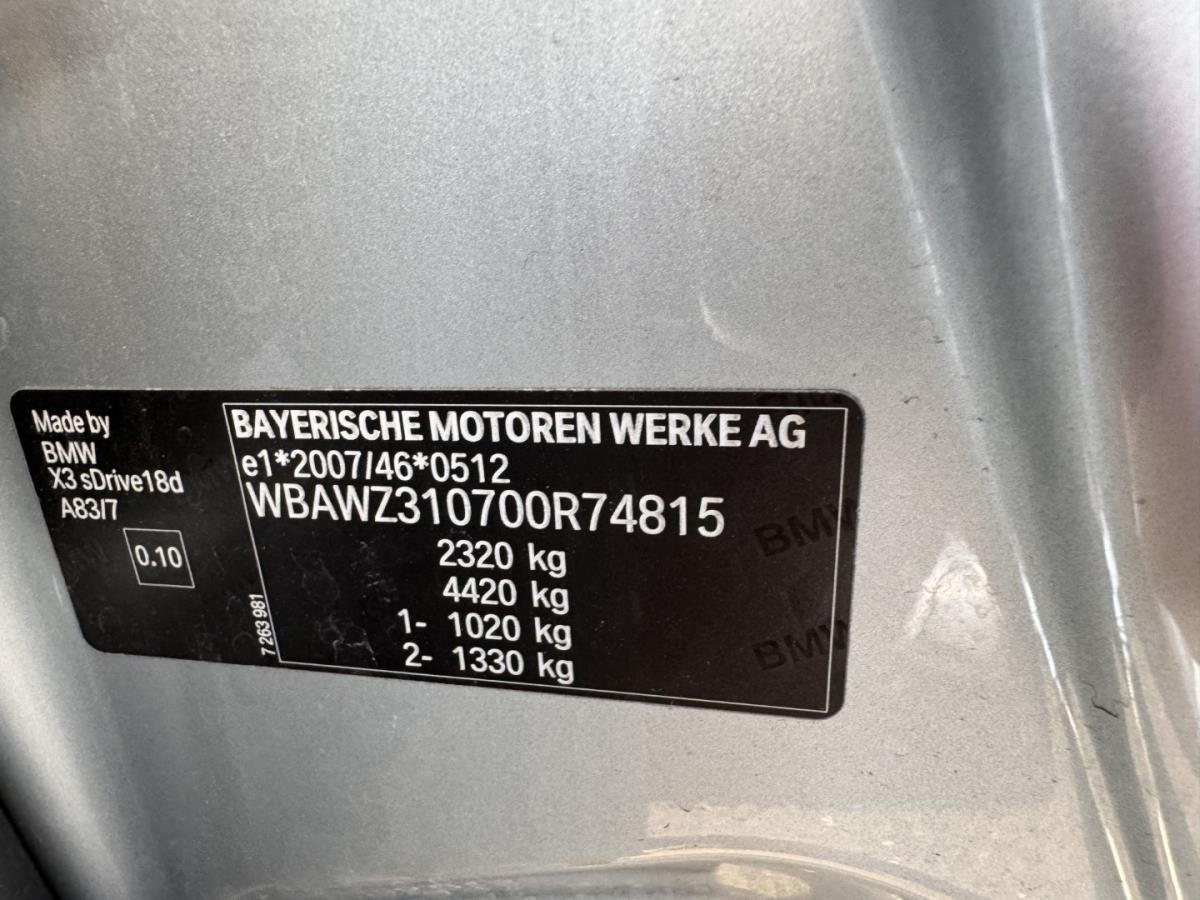 Made by
BMW
X3 sDrive18d
A83/7
0.10
7 263 981
BAYERISCHE MOTOREN WERKE AG
e1*2007/46*0512
WBAWZ310700R74815
2320 kg
4420 kg
1- 1020 kg
2- 1330 kg
BMW
BMW